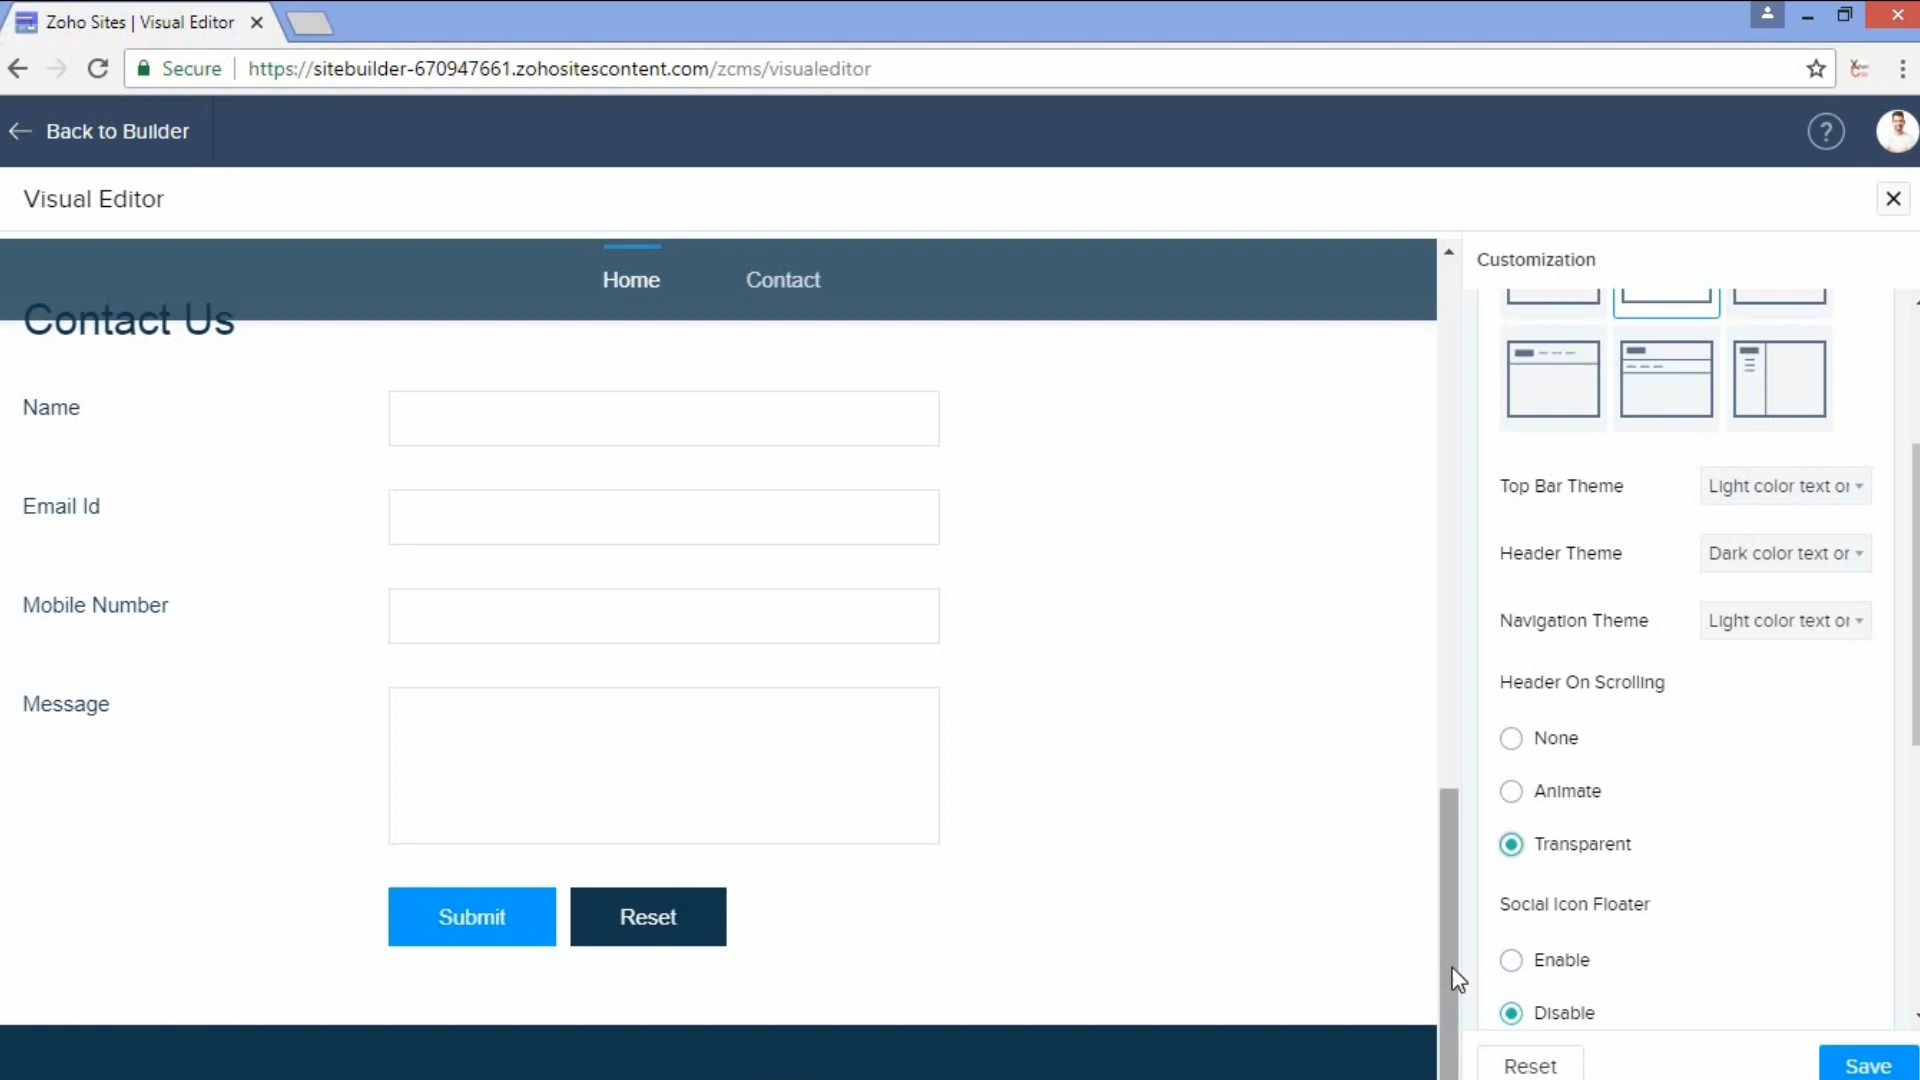 Zoho Sites | Visual Editor
Secure
https://sitebuilder-670947661.zohositescontent.com/zcms/visualeditor
Back to Builder
?
Visual Editor
Home
Contact
Customization
Contact Us
Name
Email Id
Mobile Number
Message
Submit
Reset
Top Bar Theme
Light color text or
Header Theme
Dark color text or
Navigation Theme
Light color text or
Header On Scrolling
None
Animate
Transparent
Social Icon Floater
Enable
Disable
Reset
Save